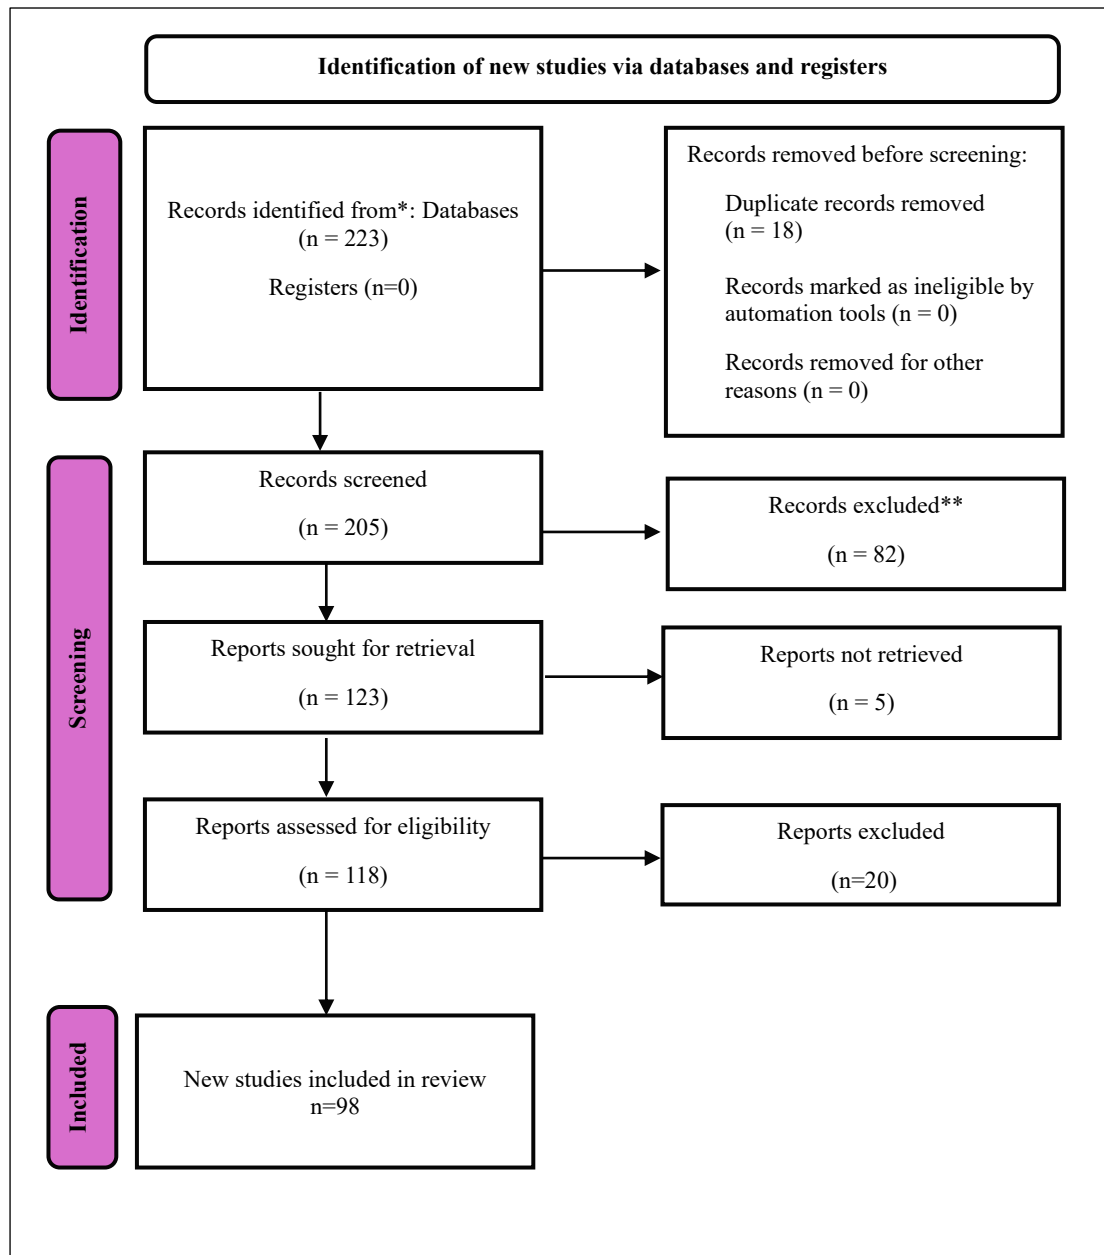 Identification of new studies via databases and registers
Identification
Records identified from*: Databases
(n = 223)
Registers (n=0)
Records removed before screening:
Duplicate records removed
(n = 18)
Records marked as ineligible by
automation tools (n = 0)
Records removed for other
reasons (n = 0)
Screening
Records screened
(n = 205)
Records excluded**
(n = 82)
Reports sought for retrieval
(n = 123)
Reports not retrieved
(n = 5)
Reports assessed for eligibility
(n = 118)
Reports excluded
(n=20)
Included
New studies included in review
n=98